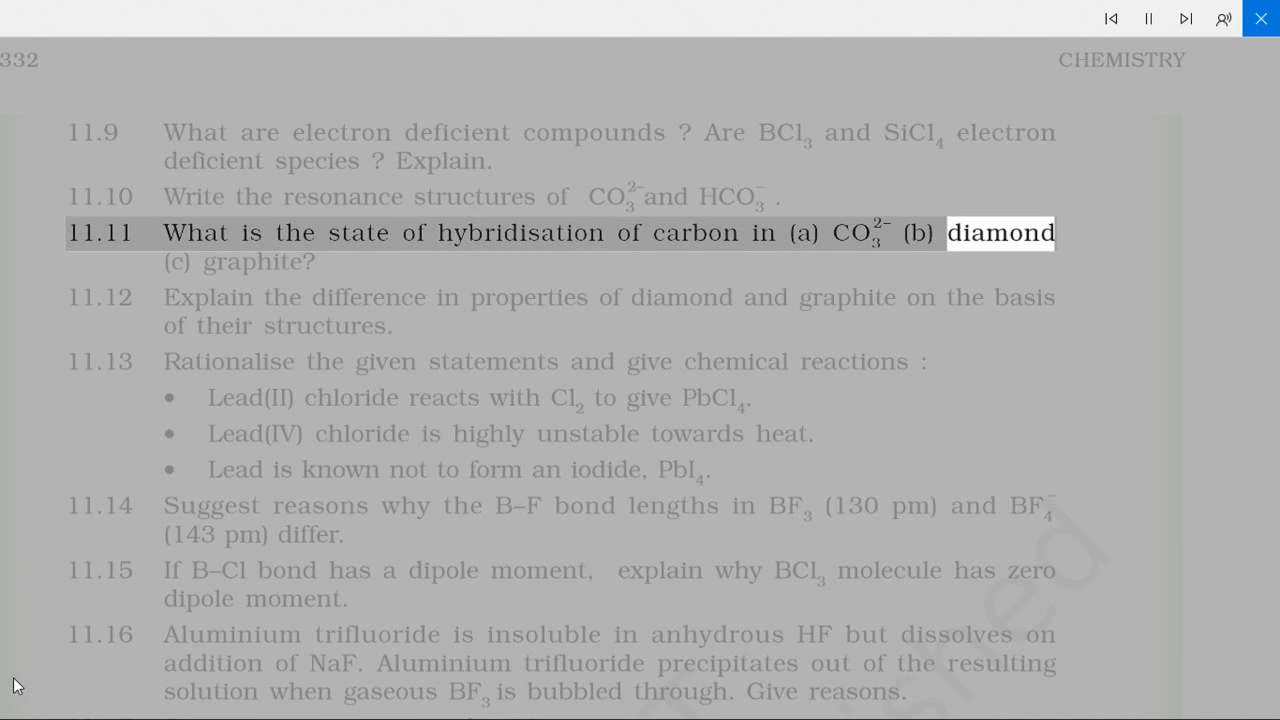 332 CHEMISTRY
11.9 What are electron deficient compounds ? Are BCl₃ and SiCl₄ electron
deficient species ? Explain.
11.10 Write the resonance structures of CO₃²⁻ and HCO₃⁻ .
11.11 What is the state of hybridisation of carbon in (a) CO₃²⁻ (b) diamond
(c) graphite?
11.12 Explain the difference in properties of diamond and graphite on the basis
of their structures.
11.13 Rationalise the given statements and give chemical reactions :
• Lead(II) chloride reacts with Cl₂ to give PbCl₄.
• Lead(IV) chloride is highly unstable towards heat.
• Lead is known not to form an iodide, PbI₄.
11.14 Suggest reasons why the B–F bond lengths in BF₃ (130 pm) and BF₄⁻
(143 pm) differ.
11.15 If B–Cl bond has a dipole moment, explain why BCl₃ molecule has zero
dipole moment.
11.16 Aluminium trifluoride is insoluble in anhydrous HF but dissolves on
addition of NaF. Aluminium trifluoride precipitates out of the resulting
solution when gaseous BF₃ is bubbled through. Give reasons.